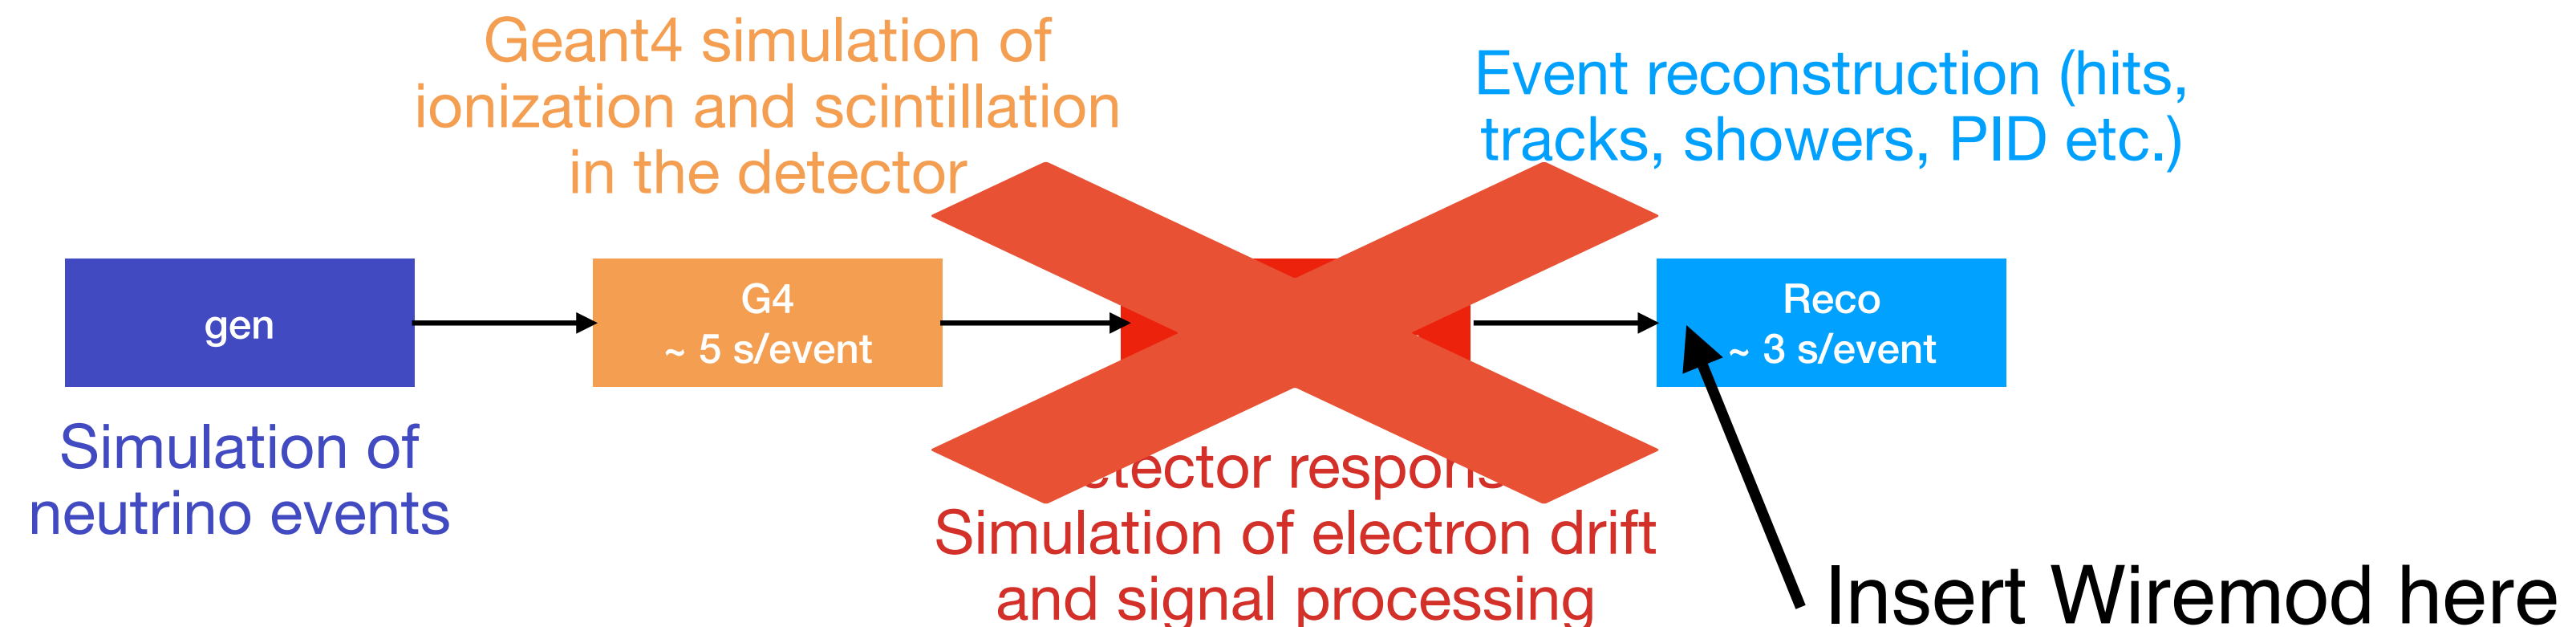 Geant4 simulation of
ionization and scintillation
in the detector
Event reconstruction (hits,
tracks, showers, PID etc.)
gen
G4
~ 5 s/event
Reco
~ 3 s/event
Simulation of
neutrino events
respon
Simulation of electron drift
and signal processing
Insert Wiremod here